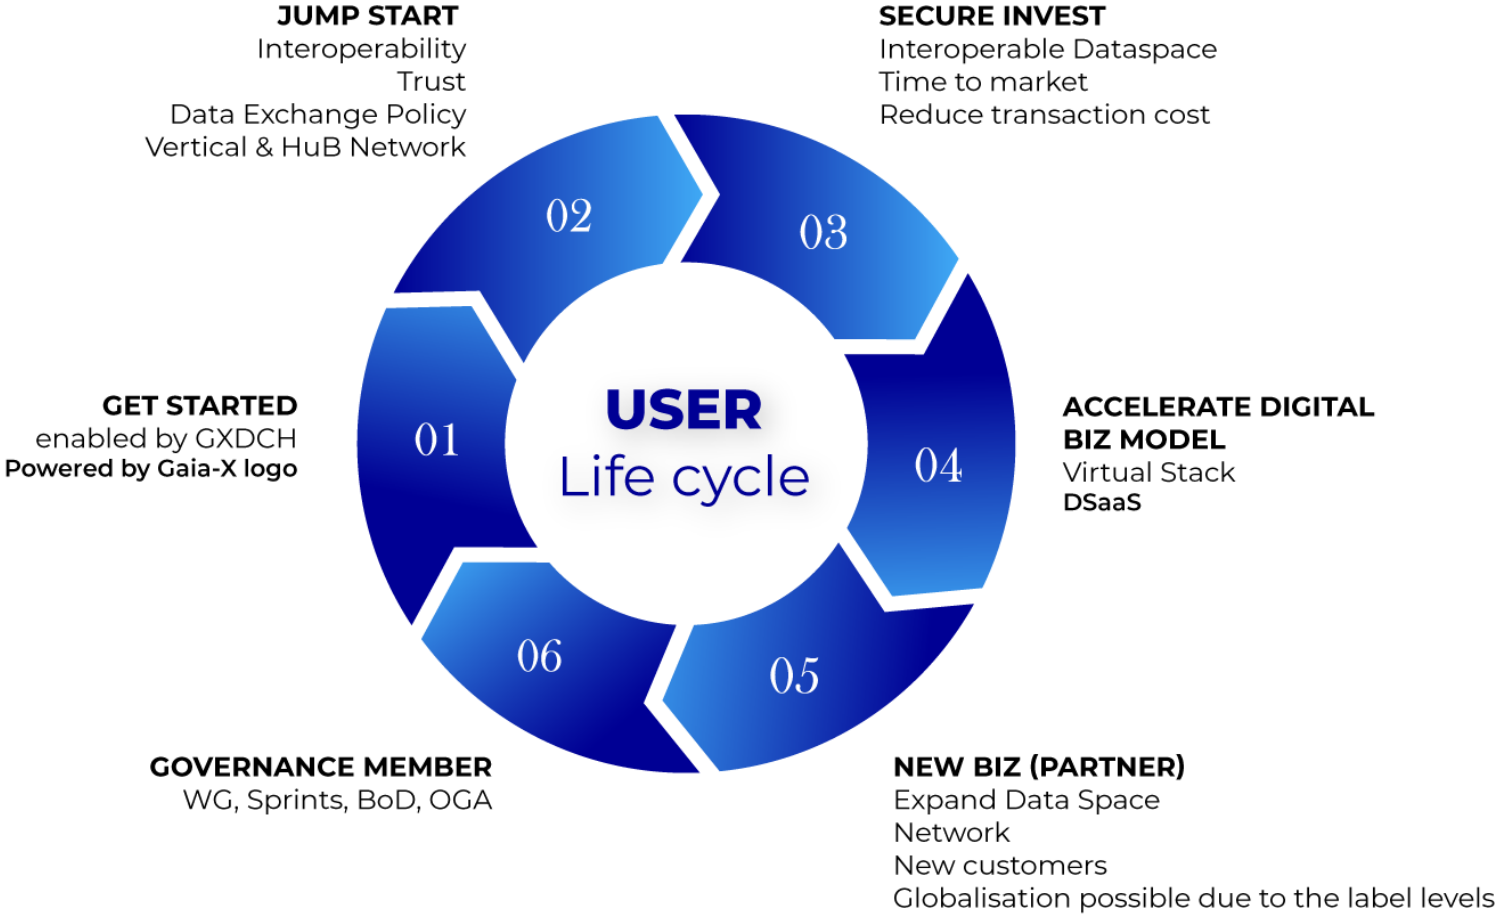 JUMP START
Interoperability
Trust
Data Exchange Policy
Vertical & HuB Network
SECURE INVEST
Interoperable Dataspace
Time to market
Reduce transaction cost
02
03
GET STARTED
enabled by GXDCH
Powered by Gaia-X logo
01
USER
Life cycle
04
ACCELERATE DIGITAL
BIZ MODEL
Virtual Stack
DSaaS
06
05
GOVERNANCE MEMBER
WG, Sprints, BoD, OGA
NEW BIZ (PARTNER)
Expand Data Space
Network
New customers
Globalisation possible due to the label levels